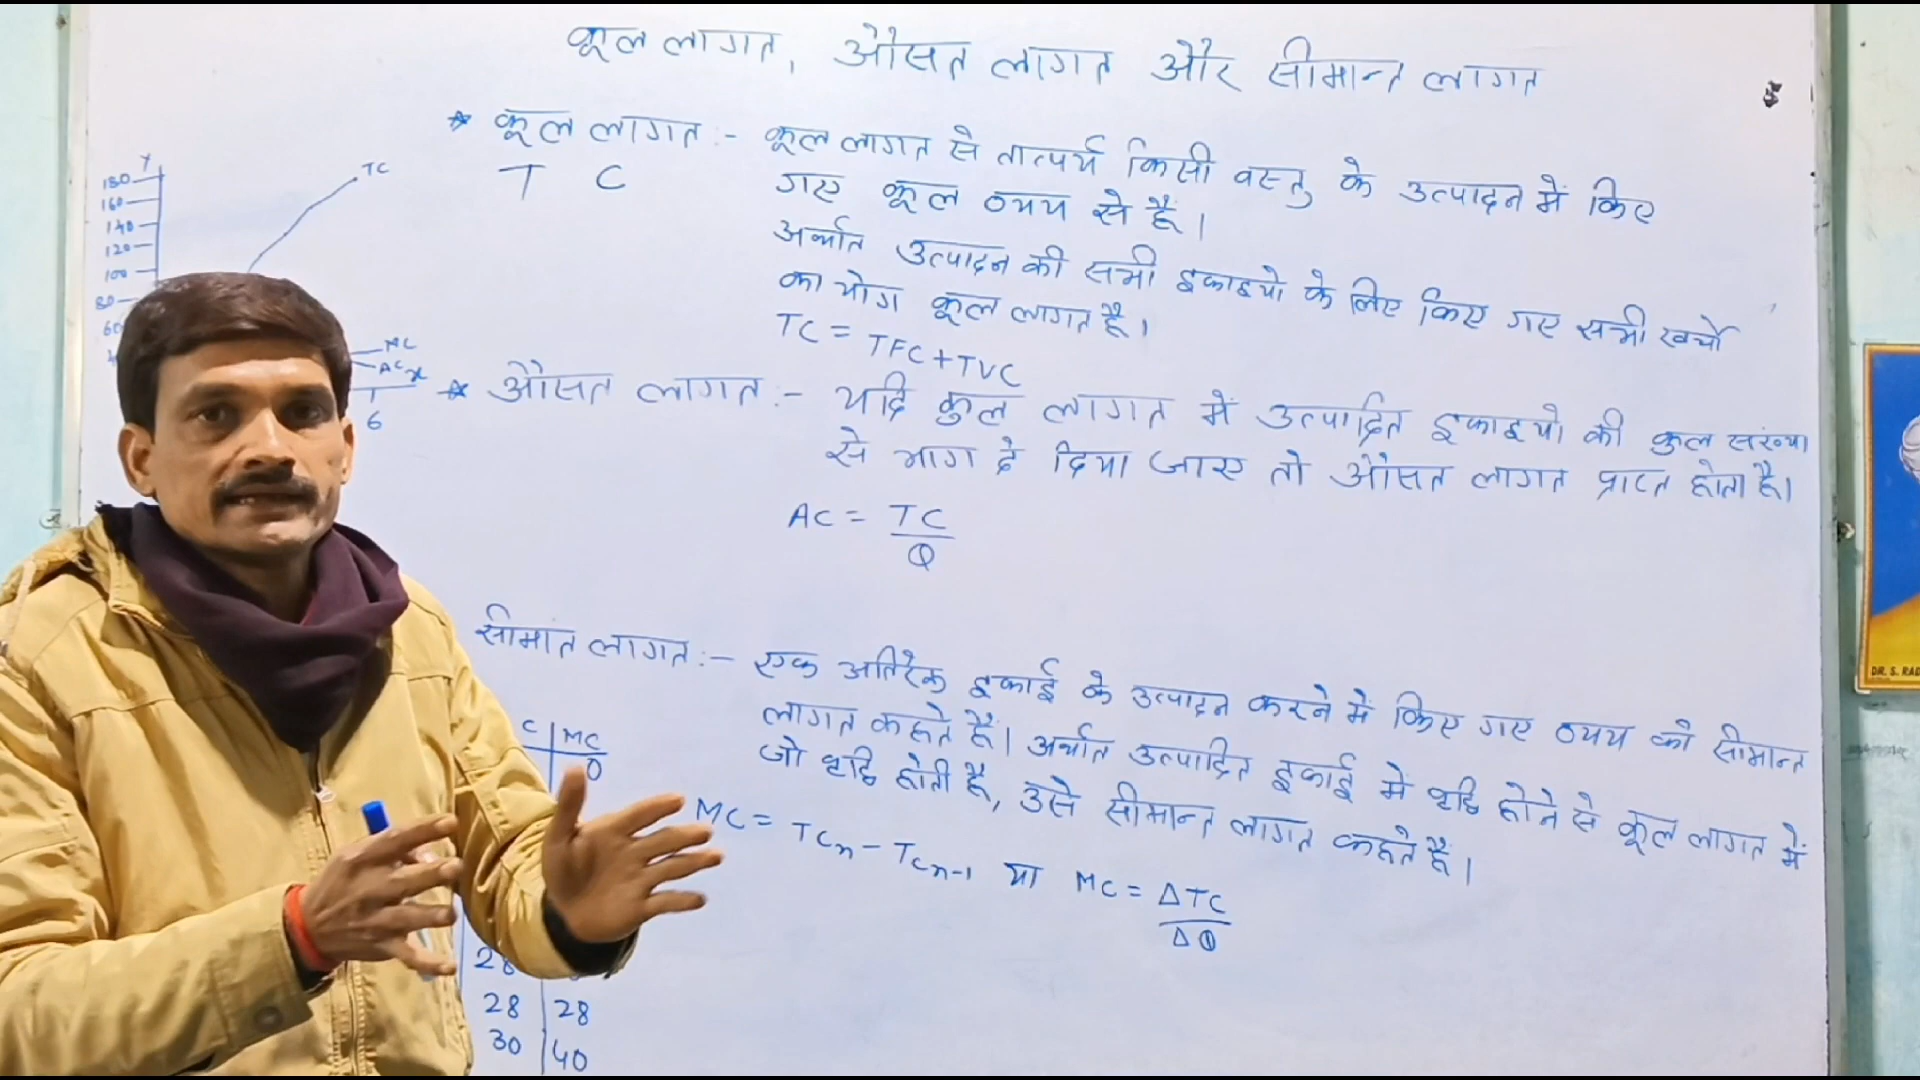 कूल लागत, औसत लागत और सीमान्त लागत
* कूल लागत :- कूल लागत से तात्पर्य किसी वस्तु के उत्पादन में किए
T C
गए कूल व्यय से हैं।
अर्थात उत्पादन की सभी इकाइयो के लिए किए गए सभी खर्चो
का योग कूल लागत है।
TC = TFC + TVC
* औसत लागत :- यदि कुल लागत में उत्पादित इकाइयो की कुल संख्या
से भाग दे दिया जाए तो औसत लागत प्राप्त होता है।
AC = TC
Q
सीमांत लागत :- एक अतिरिक्त इकाई के उत्पादन करने में किए गए व्यय को सीमान्त
लागत कहते हैं। अर्थात उत्पादित इकाई में वृद्धि होने से कूल लागत में
जो वृद्धि होती है, उसे सीमान्त लागत कहते हैं।
MC = TCn - TCn-1 या MC = ΔTC
ΔQ
Y
180
160
140
120
100
80
60
TC
MC
AC
x
6
C | MC
0
28
28 | 28
30 | 40
DR. S. RAD